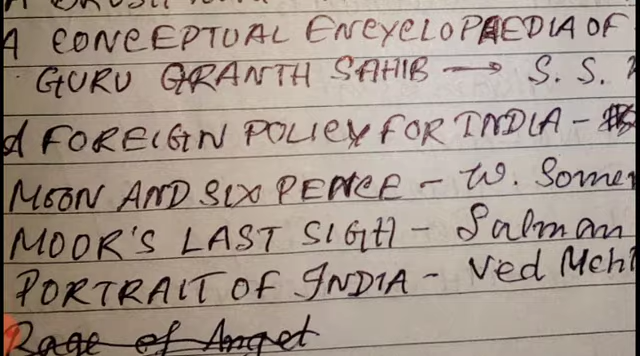 A CONCEPTUAL ENCYCLOPAEDIA OF
GURU GRANTH SAHIB → S. S.
A FOREIGN POLICY FOR INDIA -
MOON AND SIX PENCE - W. Some
MOOR'S LAST SIGH - Salman
PORTRAIT OF INDIA - Ved Meh
Rage of Angel